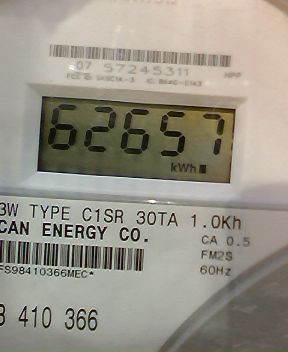 07 57245311 MPP
62657
kWh
3W TYPE C1SR 30TA 1.0Kh
CAN ENERGY CO.
CA 0.5
FM2S
60Hz
FS98410366MEC*
410 366